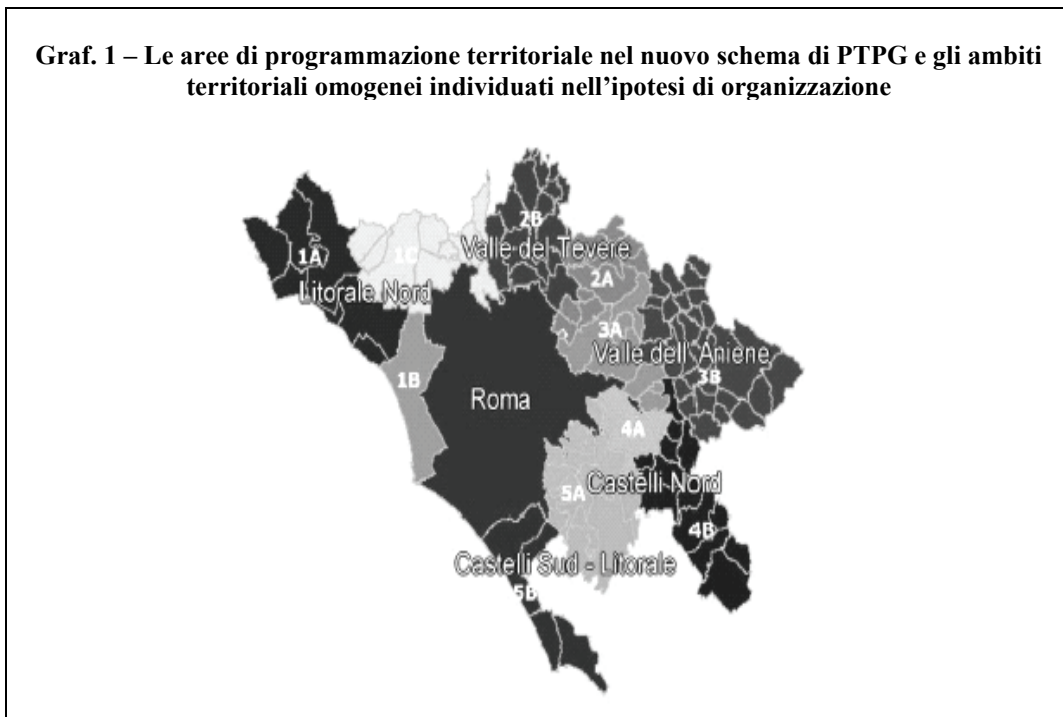 Graf. 1 – Le aree di programmazione territoriale nel nuovo schema di PTPG e gli ambiti
territoriali omogenei individuati nell'ipotesi di organizzazione
2B
1A
1C
Valle del Tevere
2A
Litorale Nord
3A
Valle dell' Aniene
3B
1B
Roma
4A
5A
Castelli Nord
4B
Castelli Sud - Litorale
5B